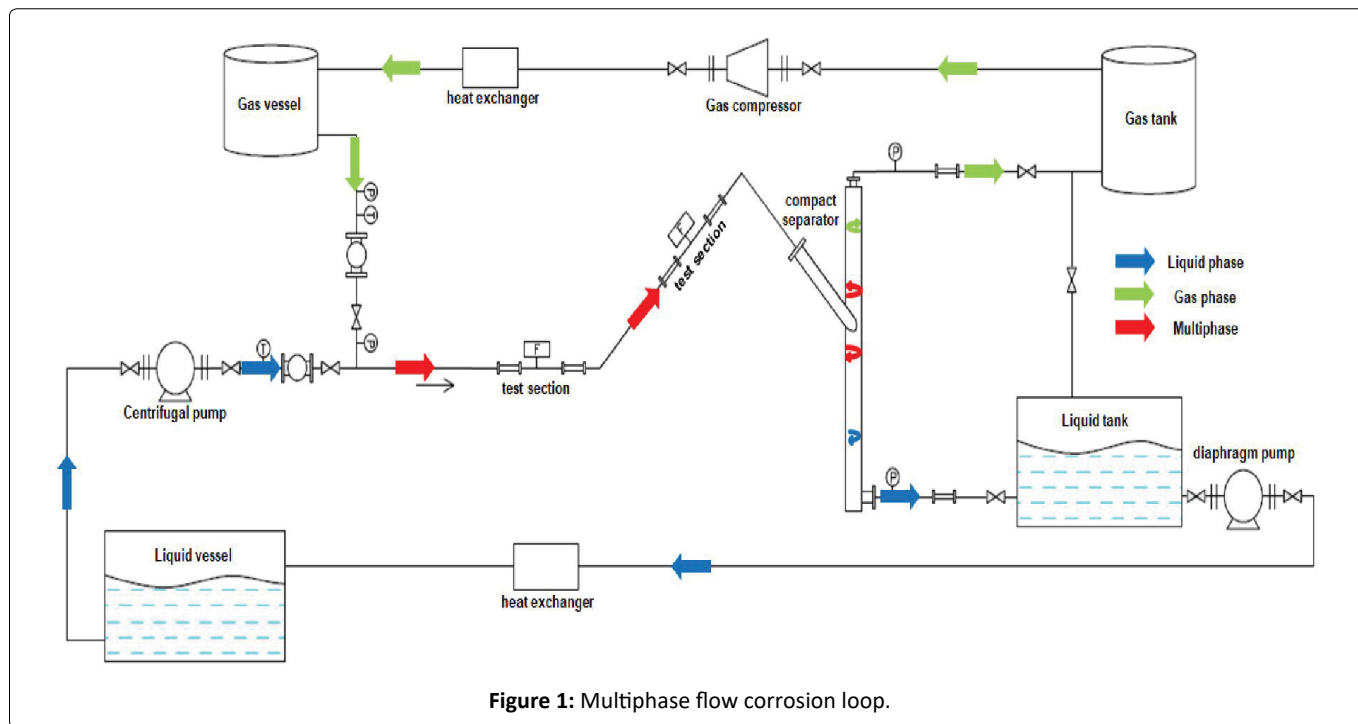 Gas vessel
heat exchanger
Gas compressor
Gas tank
P
P
T
compact
separator
F
test section
Liquid phase
Gas phase
Multiphase
P
T
F
test section
Centrifugal pump
Liquid tank
diaphragm pump
P
Liquid vessel
heat exchanger
Figure 1: Multiphase flow corrosion loop.